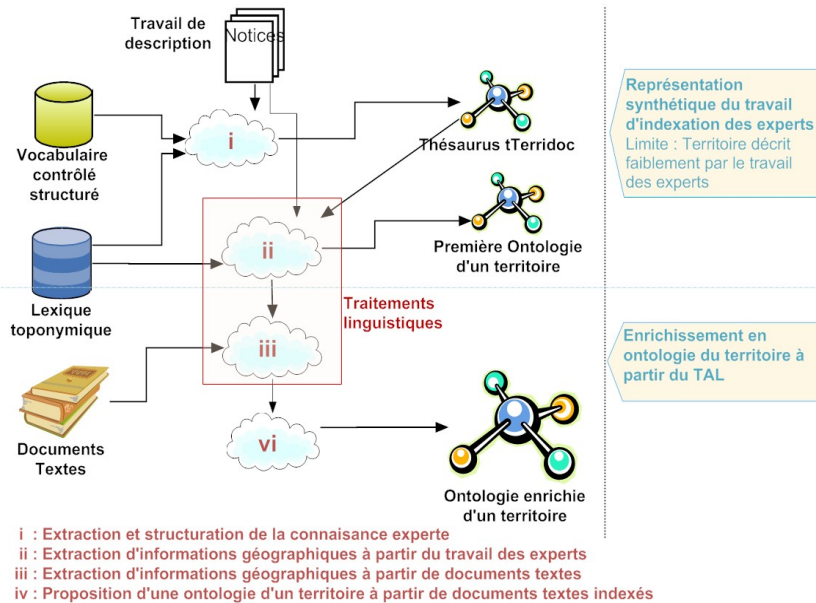 Travail de
description
Notices
i
Vocabulaire
contrôlé
structuré
Thésaurus tTerridoc
Représentation
synthétique du travail
d'indexation des experts
Limite : Territoire décrit
faiblement par le travail
des experts
ii
Première Ontologie
d'un territoire
Lexique
toponymique
Traitements
linguistiques
iii
Enrichissement en
ontologie du territoire à
partir du TAL
Documents
Textes
vi
Ontologie enrichie
d'un territoire
i : Extraction et structuration de la connaisance experte
ii : Extraction d'informations géographiques à partir du travail des experts
iii : Extraction d'informations géographiques à partir de documents textes
iv : Proposition d'une ontologie d'un territoire à partir de documents textes indexés